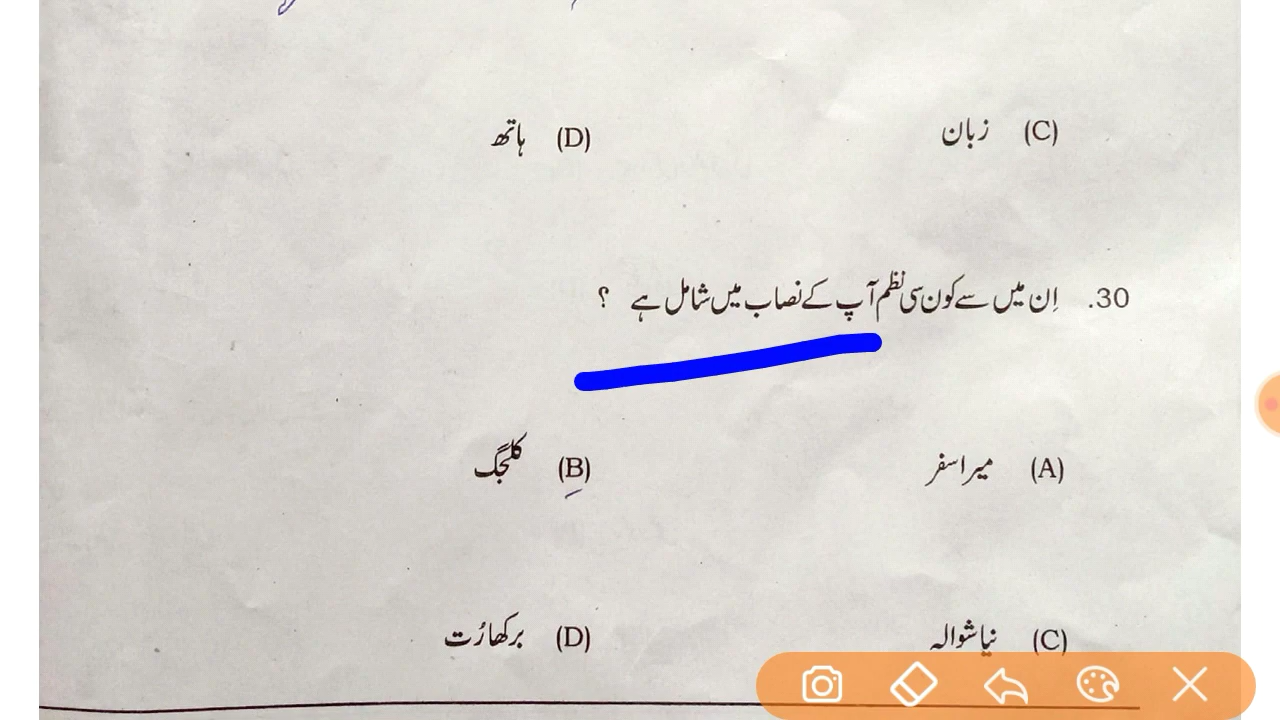 (C) زبان (D) ہاتھ
30. اِن میں سے کون سی نظم آپ کے نصاب میں شامل ہے ؟
(A) میرا سفر (B) کلجگ
(C) نیا شوالہ (D) برکھا رُت